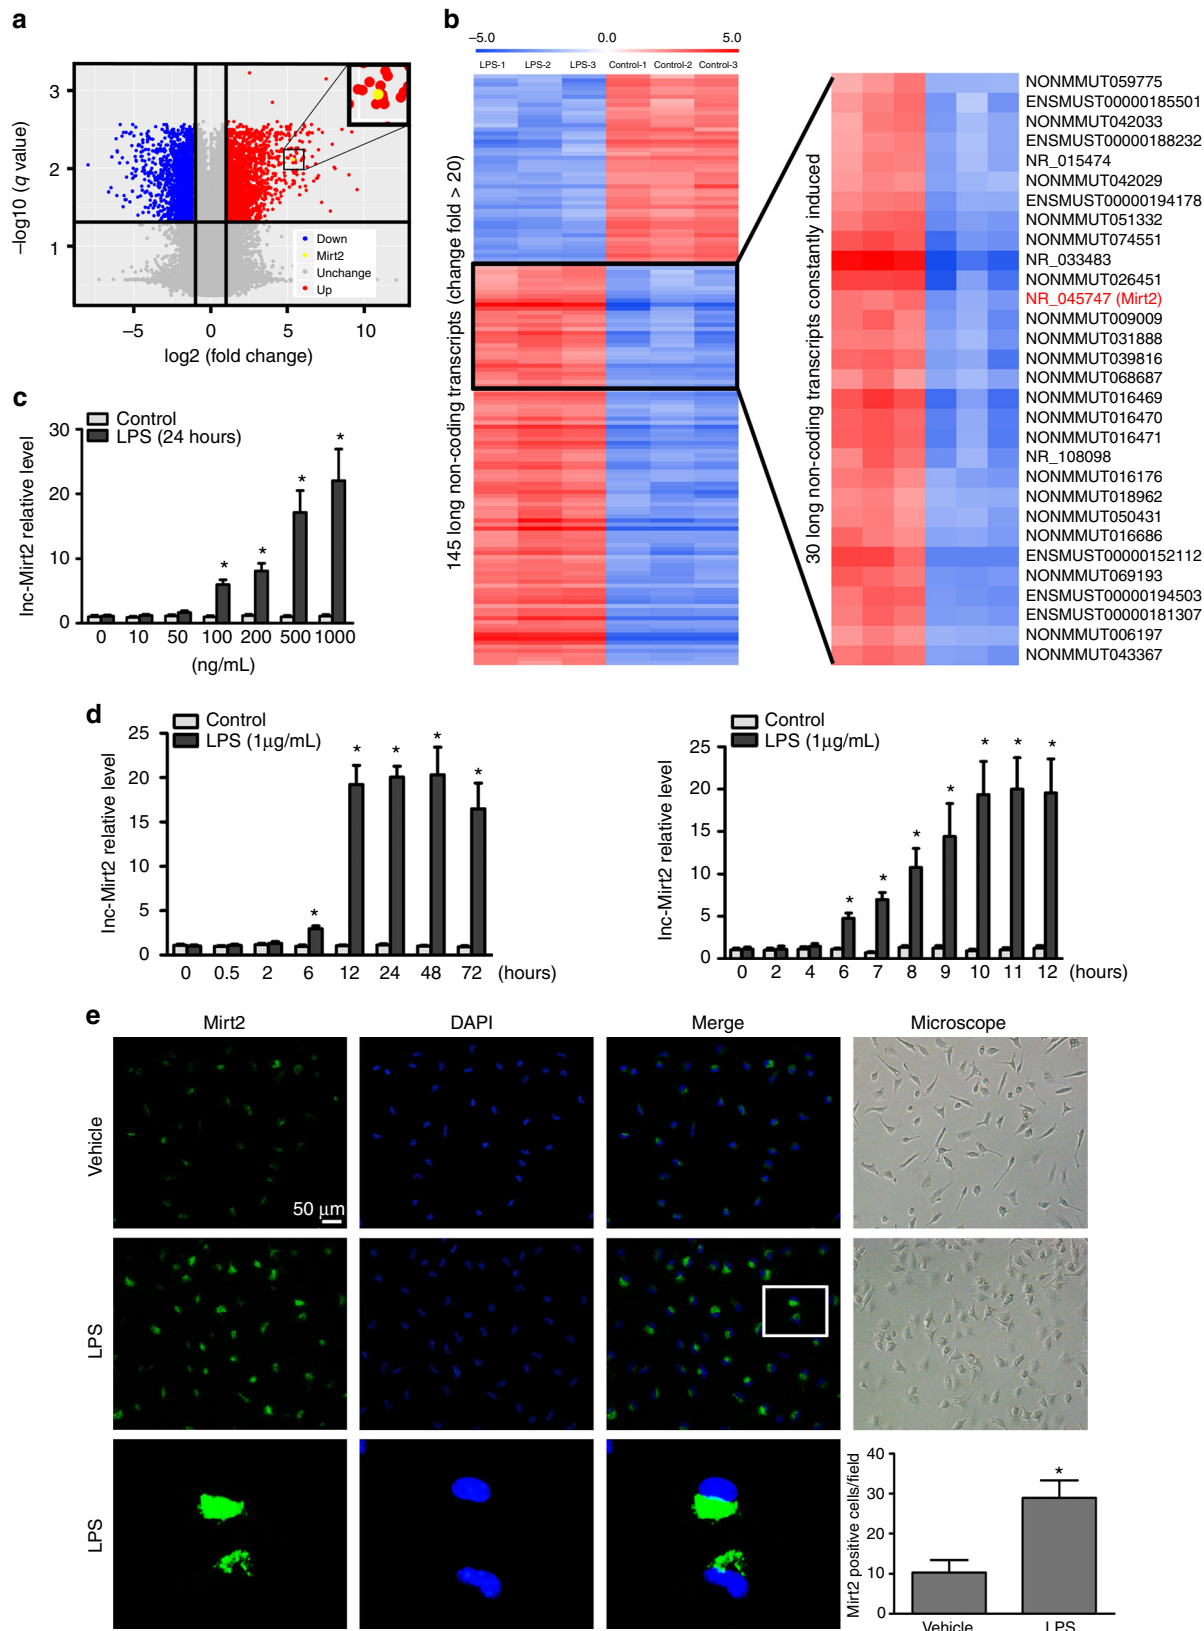 a
−log10 (q value)
3
2
1
−5
0
5
10
log2 (fold change)
Down
Mirt2
Unchange
Up
b
−5.0
0.0
5.0
LPS-1
LPS-2
LPS-3
Control-1
Control-2
Control-3
145 long non-coding transcripts (change fold > 20)
30 long non-coding transcripts constantly induced
NONMMUT059775
ENSMUST00000185501
NONMMUT042033
ENSMUST00000188232
NR_015474
NONMMUT042029
ENSMUST00000194178
NONMMUT051332
NONMMUT074551
NR_033483
NONMMUT026451
NR_045747 (Mirt2)
NONMMUT009009
NONMMUT031888
NONMMUT039816
NONMMUT068687
NONMMUT016469
NONMMUT016470
NONMMUT016471
NR_108098
NONMMUT016176
NONMMUT018962
NONMMUT050431
NONMMUT016686
ENSMUST00000152112
NONMMUT069193
ENSMUST00000194503
ENSMUST00000181307
NONMMUT006197
NONMMUT043367
c
Control
LPS (24 hours)
lnc-Mirt2 relative level
30
20
10
0
* * * *
0 10 50 100 200 500 1000
(ng/mL)
d
Control
LPS (1μg/mL)
lnc-Mirt2 relative level
25
20
15
10
5
0
* * * * *
0 0.5 2 6 12 24 48 72 (hours)
Control
LPS (1μg/mL)
lnc-Mirt2 relative level
25
20
15
10
5
0
* * * * * * *
0 2 4 6 7 8 9 10 11 12 (hours)
e
Mirt2
DAPI
Merge
Microscope
Vehicle
50 μm
LPS
LPS
Mirt2 positive cells/field
40
30
20
10
0
*
Vehicle
LPS